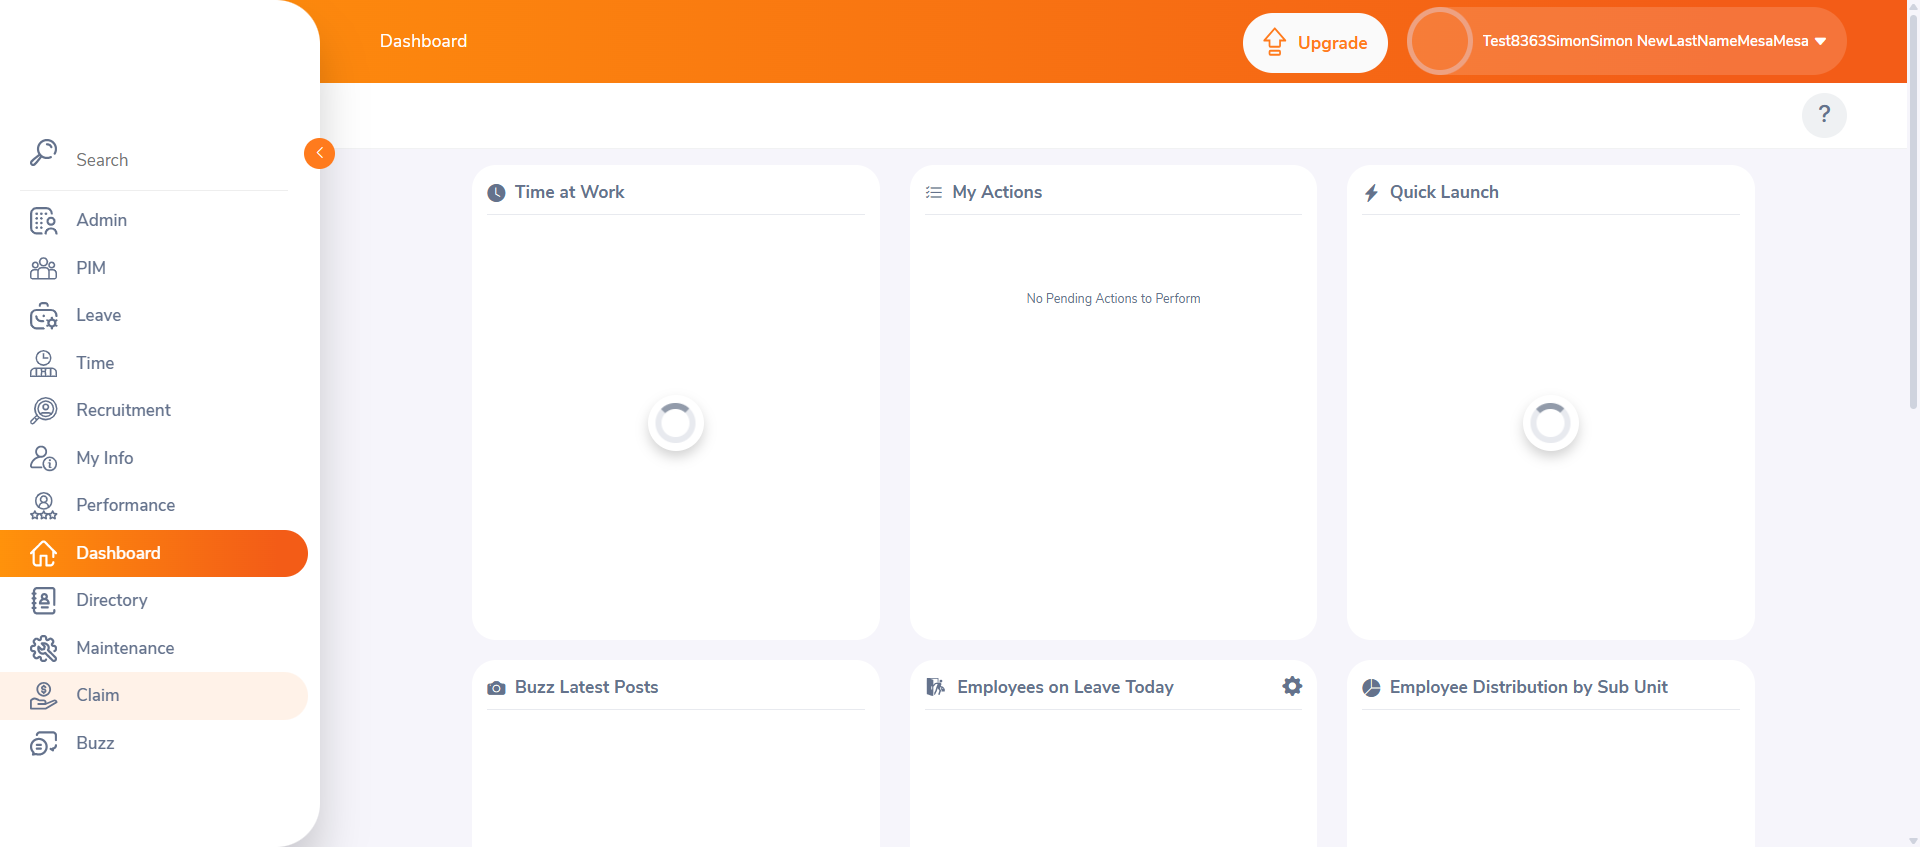 Dashboard
Upgrade
Test8363SimonSimon NewLastNameMesaMesa
?
Search
Admin
PIM
Leave
Time
Recruitment
My Info
Performance
Dashboard
Directory
Maintenance
Claim
Buzz
Time at Work
My Actions
No Pending Actions to Perform
Quick Launch
Buzz Latest Posts
Employees on Leave Today
Employee Distribution by Sub Unit